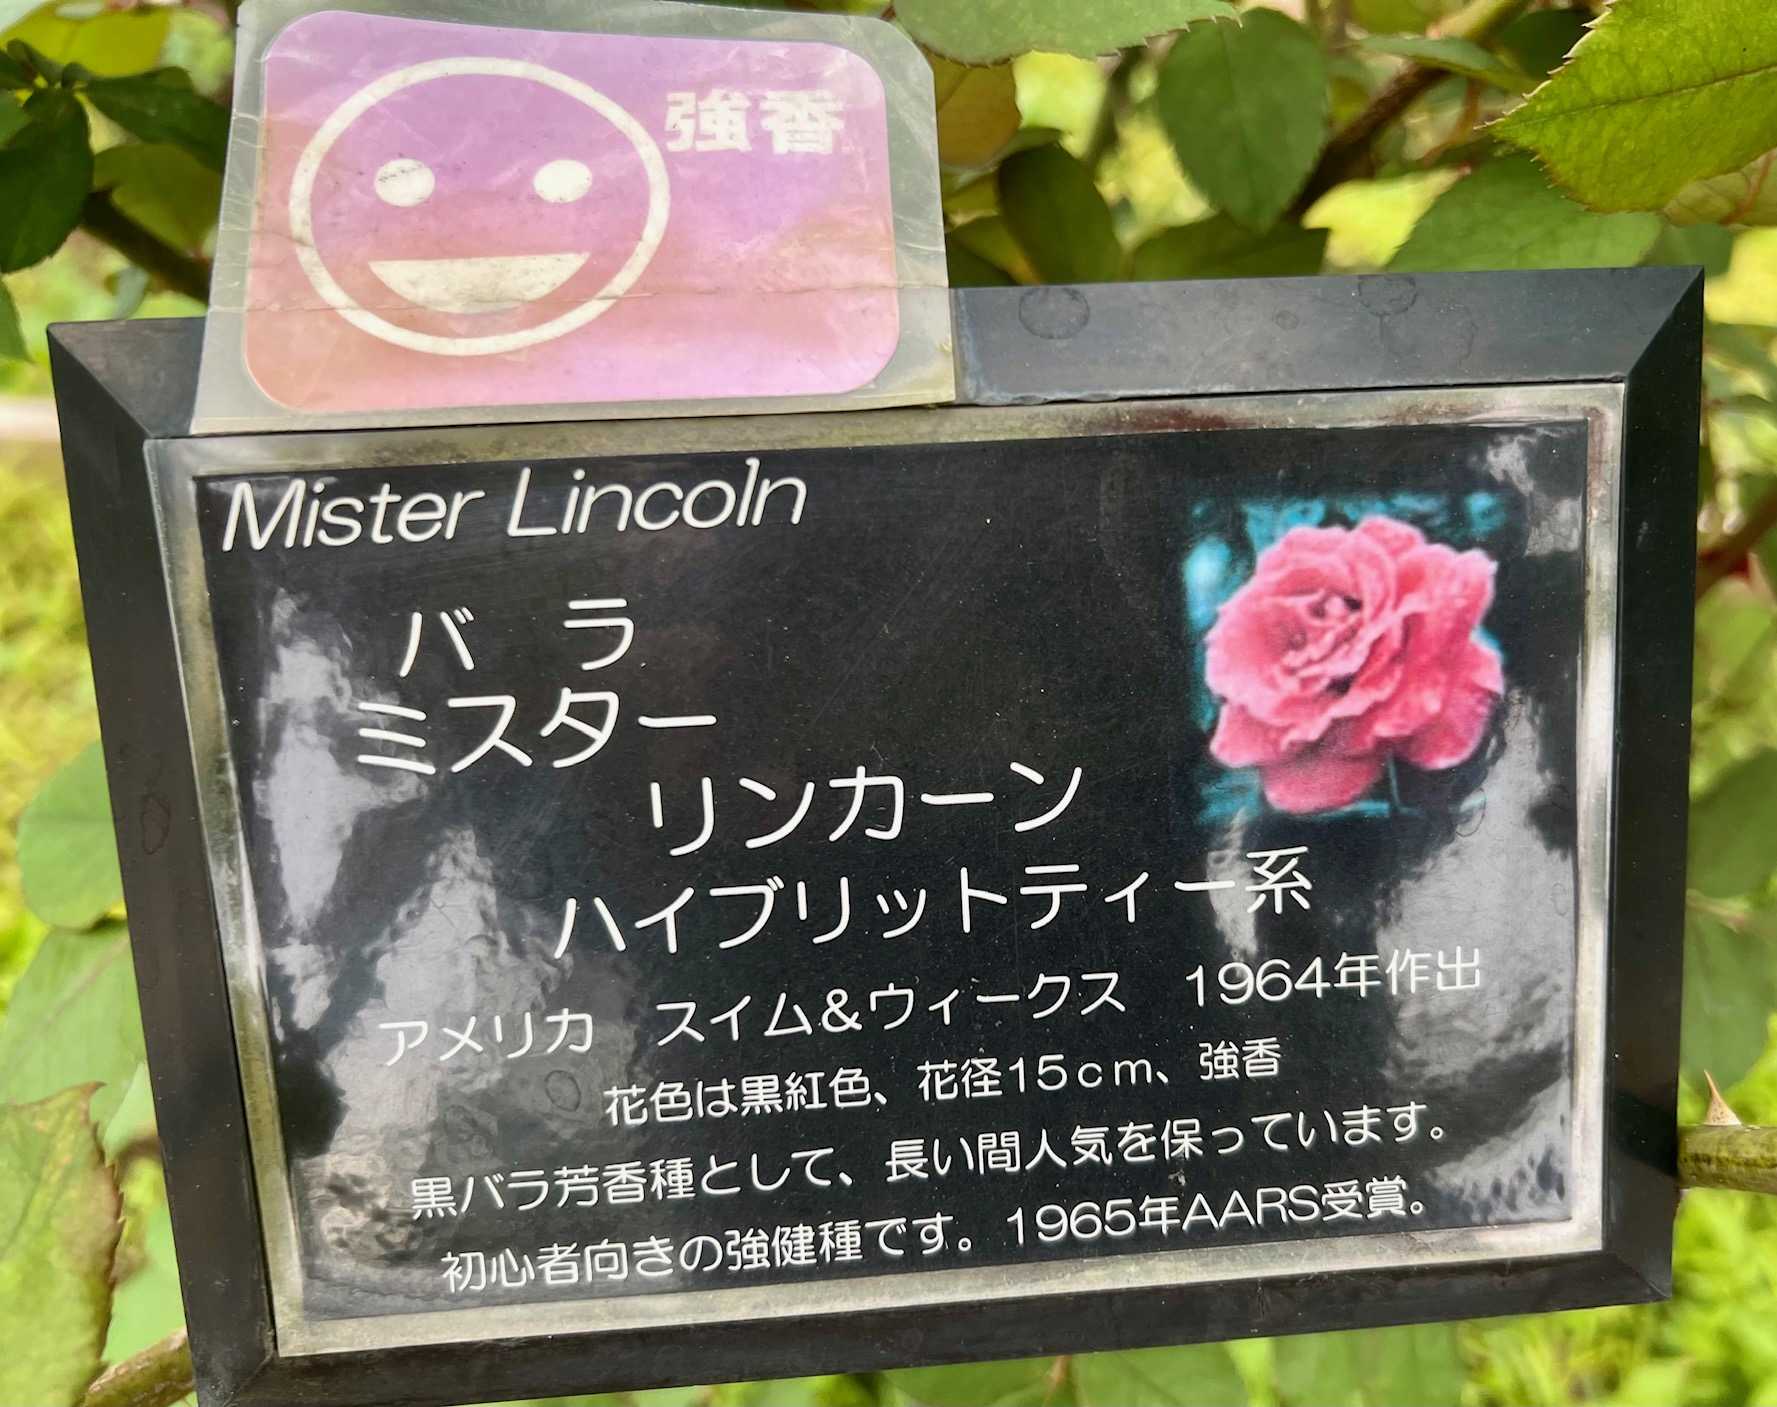 強香
Mister Lincoln
バ　ラ
ミスター
リンカーン
ハイブリットティー系
アメリカ　スイム&ウィークス　1964年作出
花色は黒紅色、花径15cm、強香
黒バラ芳香種として、長い間人気を保っています。
初心者向きの強健種です。1965年AARS受賞。